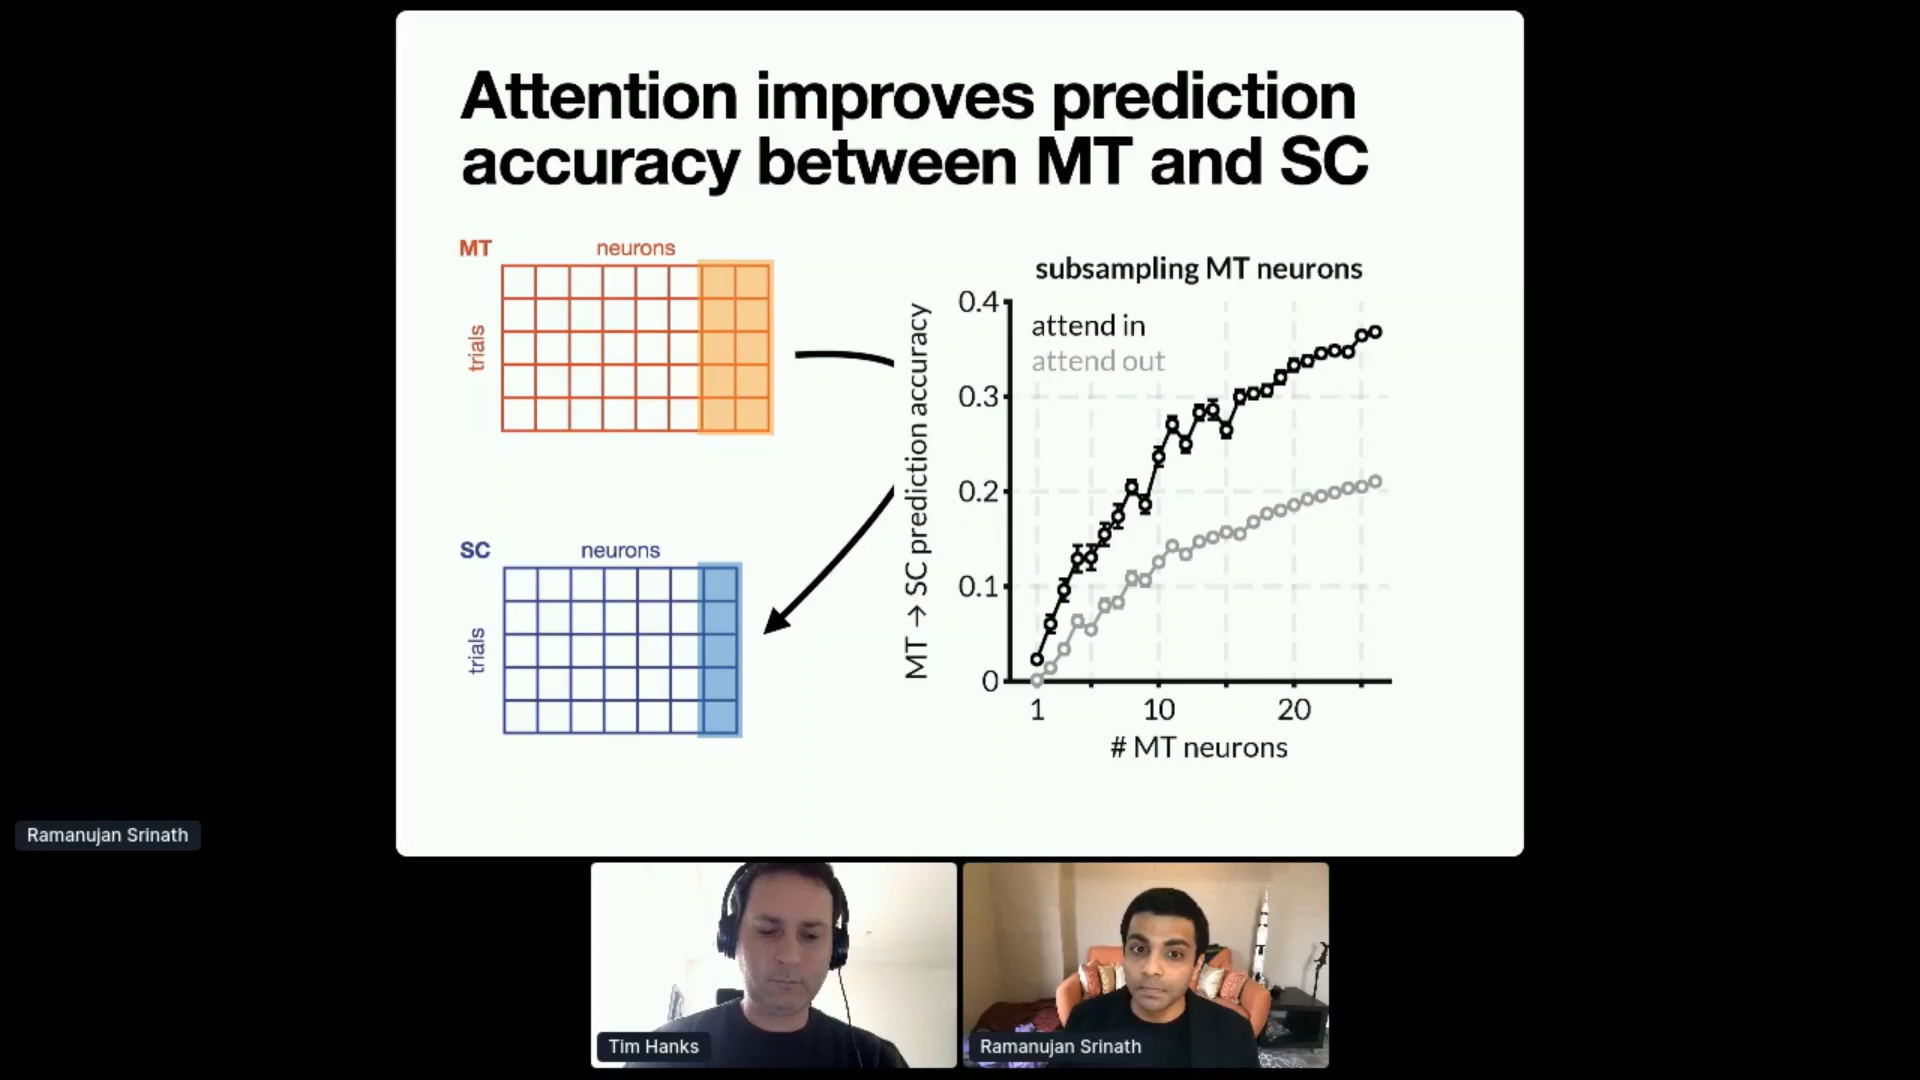 Attention improves prediction
accuracy between MT and SC
MT
neurons
trials
SC
neurons
trials
subsampling MT neurons
attend in
attend out
MT → SC prediction accuracy
0.4
0.3
0.2
0.1
0
1
10
20
# MT neurons
Ramanujan Srinath
Tim Hanks
Ramanujan Srinath